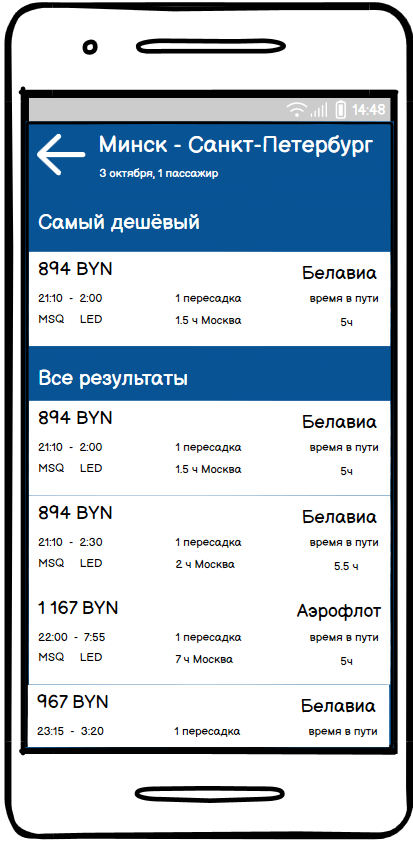 14:48
Минск - Санкт-Петербург
3 октября, 1 пассажир
Самый дешёвый
894 BYN Белавиа
21:10 - 2:00 1 пересадка время в пути
MSQ LED 1.5 ч Москва 5ч
Все результаты
894 BYN Белавиа
21:10 - 2:00 1 пересадка время в пути
MSQ LED 1.5 ч Москва 5ч
894 BYN Белавиа
21:10 - 2:30 1 пересадка время в пути
MSQ LED 2 ч Москва 5.5 ч
1 167 BYN Аэрофлот
22:00 - 7:55 1 пересадка время в пути
MSQ LED 7 ч Москва 5ч
967 BYN Белавиа
23:15 - 3:20 1 пересадка время в пути